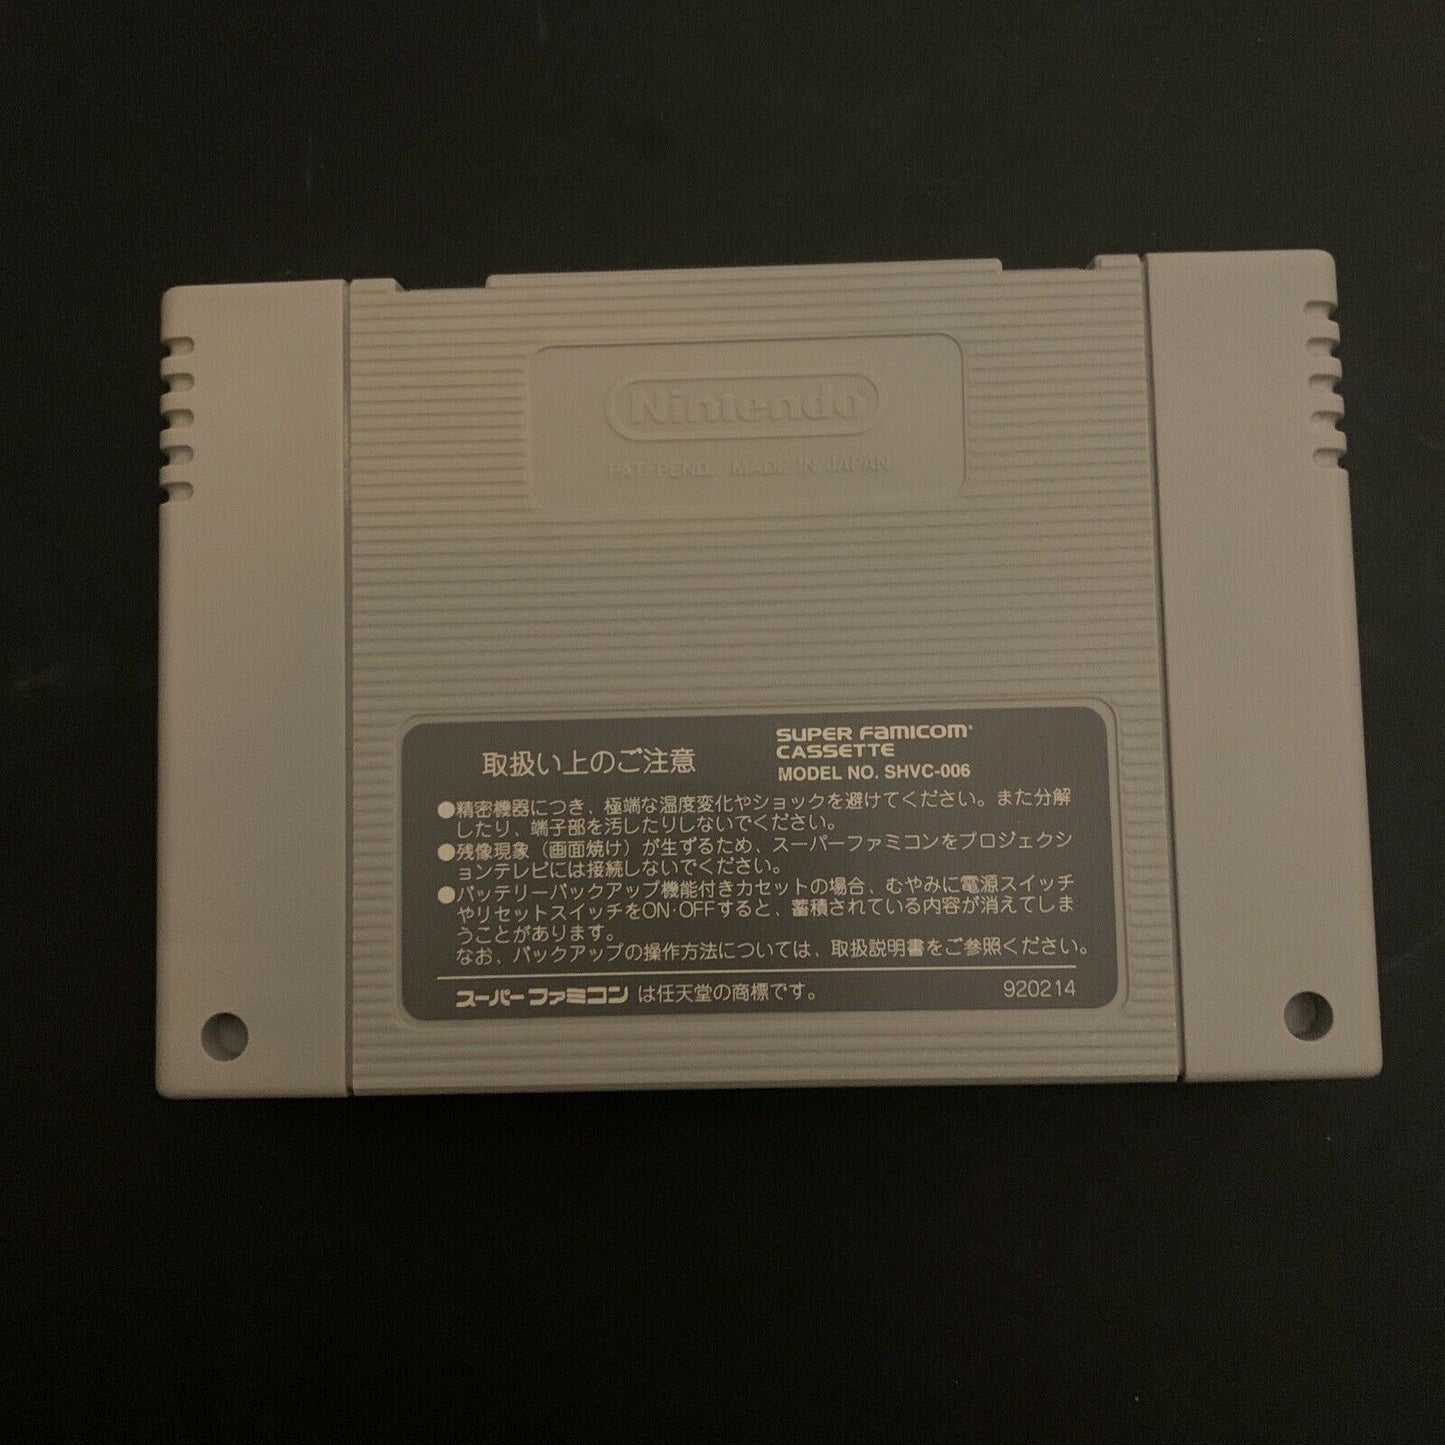 Nintendo®
PAT. PEND. MADE IN JAPAN
取扱い上のご注意
SUPER FAMICOM®
CASSETTE
MODEL NO. SHVC-006
●精密機器につき、極端な温度変化やショックを避けてください。また分解
したり、端子部を汚したりしないでください。
●残像現象（画面焼け）が生ずるため、スーパーファミコンをプロジェクシ
ョンテレビには接続しないでください。
●バッテリーバックアップ機能付きカセットの場合、むやみに電源スイッチ
やリセットスイッチをON·OFFすると、蓄積されている内容が消えてしま
うことがあります。
なお、バックアップの操作方法については、取扱説明書をご参照ください。
スーパーファミコン は任天堂の商標です。
920214